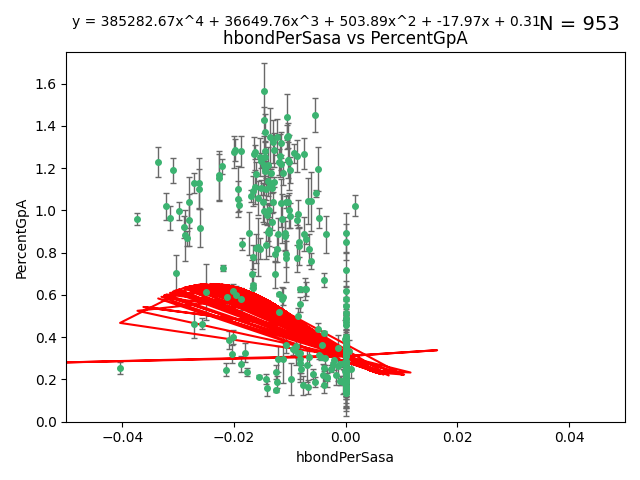 y = 385282.67x^4 + 36649.76x^3 + 503.89x^2 + -17.97x + 0.31
N = 953
hbondPerSasa vs PercentGpA
1.6
1.4
1.2
1.0
0.8
0.6
0.4
0.2
0.0
PercentGpA
−0.04
−0.02
0.00
0.02
0.04
hbondPerSasa